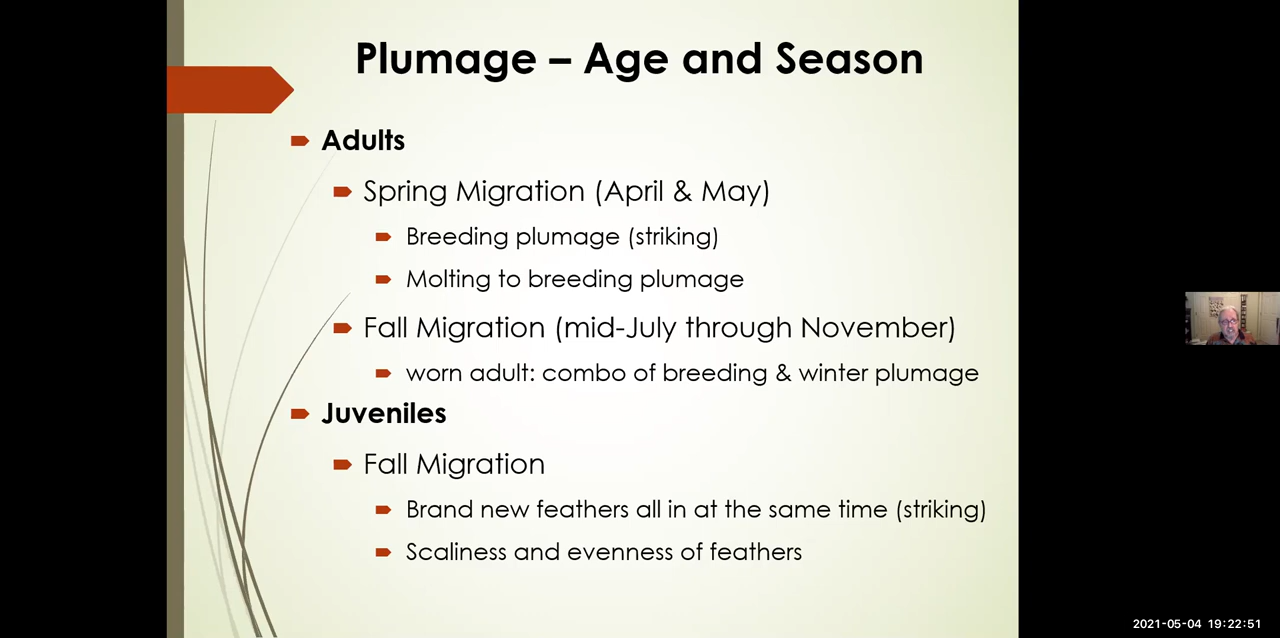 Plumage – Age and Season
Adults
Spring Migration (April & May)
Breeding plumage (striking)
Molting to breeding plumage
Fall Migration (mid-July through November)
worn adult: combo of breeding & winter plumage
Juveniles
Fall Migration
Brand new feathers all in at the same time (striking)
Scaliness and evenness of feathers
2021-05-04 19:22:51